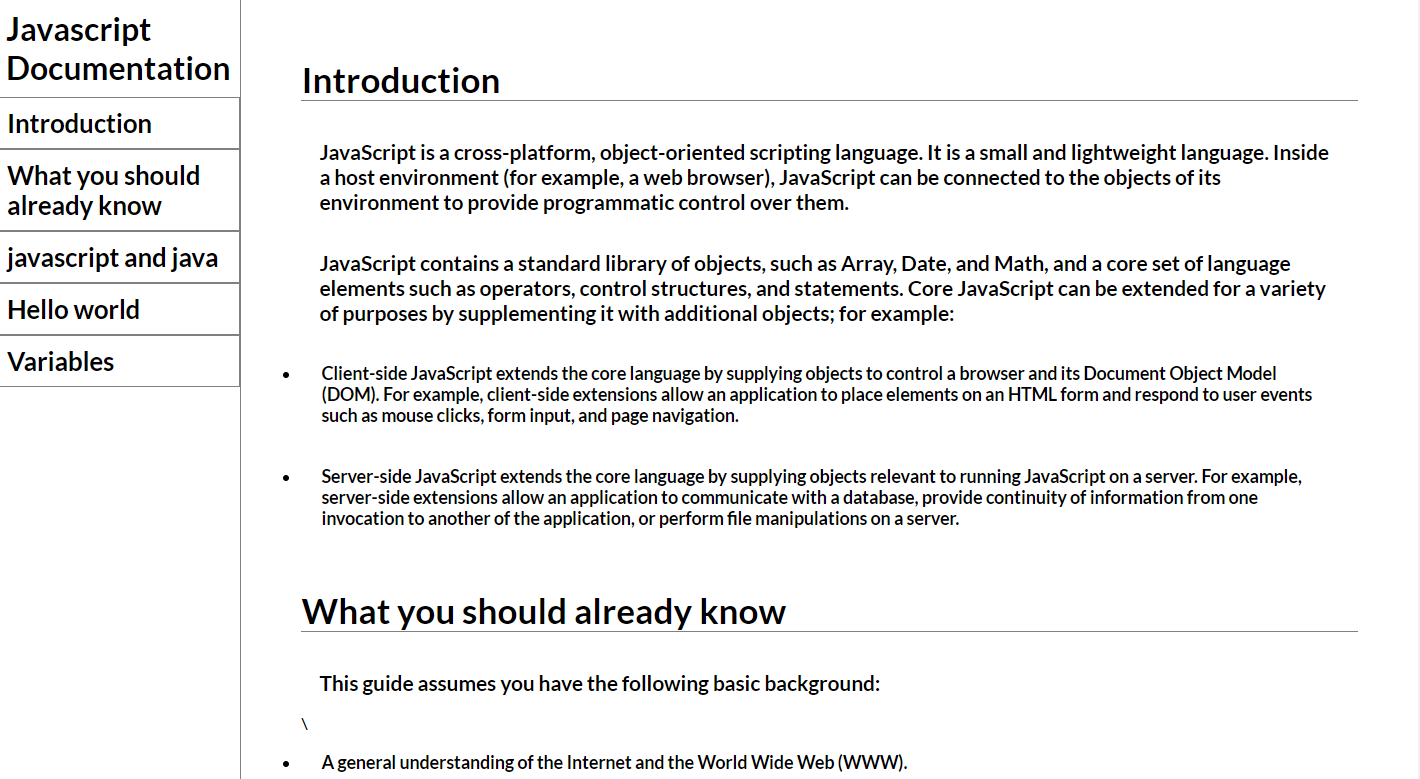 Javascript
Documentation
Introduction
What you should
already know
javascript and java
Hello world
Variables
Introduction
JavaScript is a cross-platform, object-oriented scripting language. It is a small and lightweight language. Inside
a host environment (for example, a web browser), JavaScript can be connected to the objects of its
environment to provide programmatic control over them.
JavaScript contains a standard library of objects, such as Array, Date, and Math, and a core set of language
elements such as operators, control structures, and statements. Core JavaScript can be extended for a variety
of purposes by supplementing it with additional objects; for example:
• Client-side JavaScript extends the core language by supplying objects to control a browser and its Document Object Model
(DOM). For example, client-side extensions allow an application to place elements on an HTML form and respond to user events
such as mouse clicks, form input, and page navigation.
• Server-side JavaScript extends the core language by supplying objects relevant to running JavaScript on a server. For example,
server-side extensions allow an application to communicate with a database, provide continuity of information from one
invocation to another of the application, or perform file manipulations on a server.
What you should already know
This guide assumes you have the following basic background:
\
• A general understanding of the Internet and the World Wide Web (WWW).